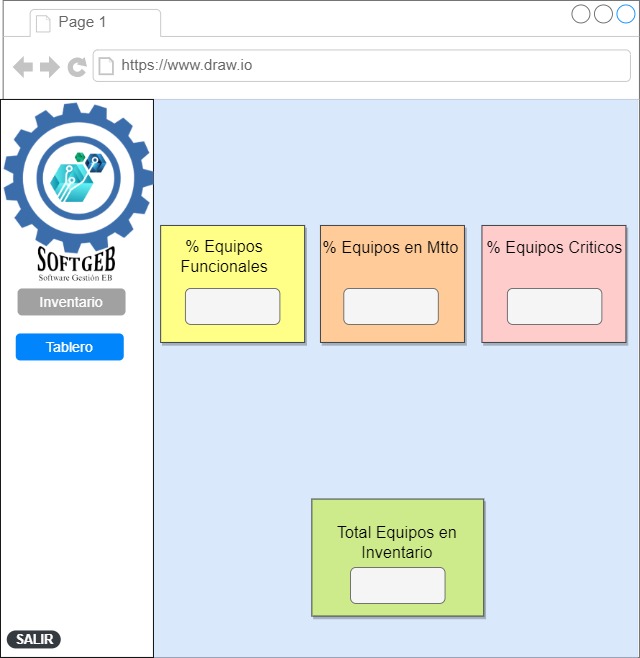 Page 1
https://www.draw.io
SOFTGEB
Software Gestión EB
Inventario
Tablero
% Equipos
Funcionales
% Equipos en Mtto
% Equipos Criticos
Total Equipos en
Inventario
SALIR